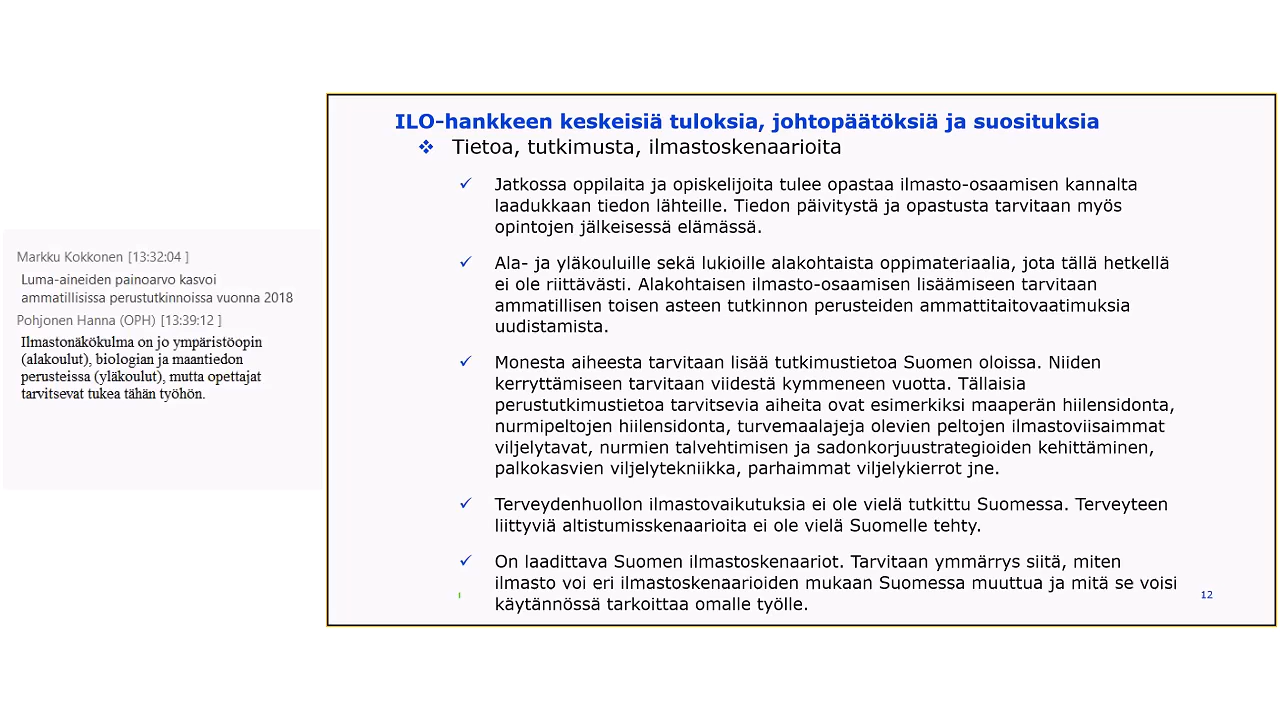 Markku Kokkonen [13:32:04 ]
Luma-aineiden painoarvo kasvoi
ammatillisissa perustutkinnoissa vuonna 2018
Pohjonen Hanna (OPH) [13:39:12 ]
Ilmastonäkökulma on jo ympäristöopin
(alakoulut), biologian ja maantiedon
perusteissa (yläkoulut), mutta opettajat
tarvitsevat tukea tähän työhön.
ILO-hankkeen keskeisiä tuloksia, johtopäätöksiä ja suosituksia
❖ Tietoa, tutkimusta, ilmastoskenaarioita
✓ Jatkossa oppilaita ja opiskelijoita tulee opastaa ilmasto-osaamisen kannalta
laadukkaan tiedon lähteille. Tiedon päivitystä ja opastusta tarvitaan myös
opintojen jälkeisessä elämässä.
✓ Ala- ja yläkouluille sekä lukioille alakohtaista oppimateriaalia, jota tällä hetkellä
ei ole riittävästi. Alakohtaisen ilmasto-osaamisen lisäämiseen tarvitaan
ammatillisen toisen asteen tutkinnon perusteiden ammattitaitovaatimuksia
uudistamista.
✓ Monesta aiheesta tarvitaan lisää tutkimustietoa Suomen oloissa. Niiden
kerryttämiseen tarvitaan viidestä kymmeneen vuotta. Tällaisia
perustutkimustietoa tarvitsevia aiheita ovat esimerkiksi maaperän hiilensidonta,
nurmipeltojen hiilensidonta, turvemaalajeja olevien peltojen ilmastoviisaimmat
viljelytavat, nurmien talvehtimisen ja sadonkorjuustrategioiden kehittäminen,
palkokasvien viljelytekniikka, parhaimmat viljelykierrot jne.
✓ Terveydenhuollon ilmastovaikutuksia ei ole vielä tutkittu Suomessa. Terveyteen
liittyviä altistumisskenaarioita ei ole vielä Suomelle tehty.
✓ On laadittava Suomen ilmastoskenaariot. Tarvitaan ymmärrys siitä, miten
ilmasto voi eri ilmastoskenaarioiden mukaan Suomessa muuttua ja mitä se voisi
käytännössä tarkoittaa omalle työlle.
12